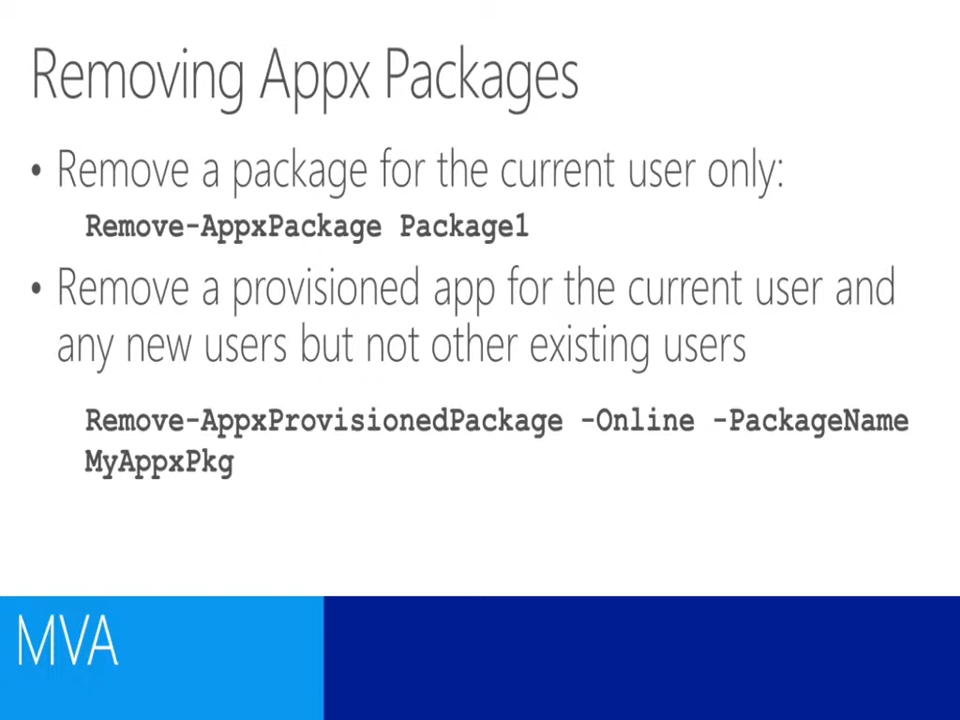 Removing Appx Packages
• Remove a package for the current user only:
Remove-AppxPackage Package1
• Remove a provisioned app for the current user and
any new users but not other existing users
Remove-AppxProvisionedPackage -Online -PackageName
MyAppxPkg
MVA